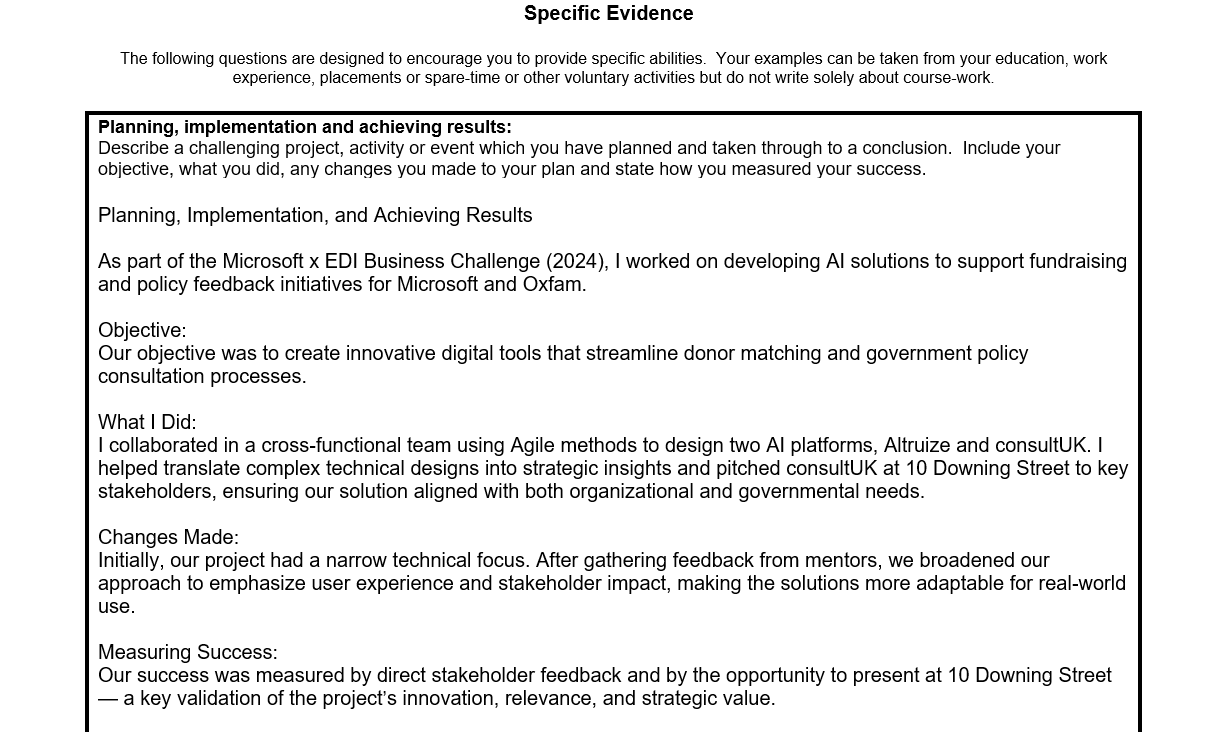 Specific Evidence
The following questions are designed to encourage you to provide specific abilities.  Your examples can be taken from your education, work
experience, placements or spare-time or other voluntary activities but do not write solely about course-work.
Planning, implementation and achieving results:
Describe a challenging project, activity or event which you have planned and taken through to a conclusion.  Include your
objective, what you did, any changes you made to your plan and state how you measured your success.
Planning, Implementation, and Achieving Results
As part of the Microsoft x EDI Business Challenge (2024), I worked on developing AI solutions to support fundraising
and policy feedback initiatives for Microsoft and Oxfam.
Objective:
Our objective was to create innovative digital tools that streamline donor matching and government policy
consultation processes.
What I Did:
I collaborated in a cross-functional team using Agile methods to design two AI platforms, Altruize and consultUK. I
helped translate complex technical designs into strategic insights and pitched consultUK at 10 Downing Street to key
stakeholders, ensuring our solution aligned with both organizational and governmental needs.
Changes Made:
Initially, our project had a narrow technical focus. After gathering feedback from mentors, we broadened our
approach to emphasize user experience and stakeholder impact, making the solutions more adaptable for real-world
use.
Measuring Success:
Our success was measured by direct stakeholder feedback and by the opportunity to present at 10 Downing Street
— a key validation of the project’s innovation, relevance, and strategic value.